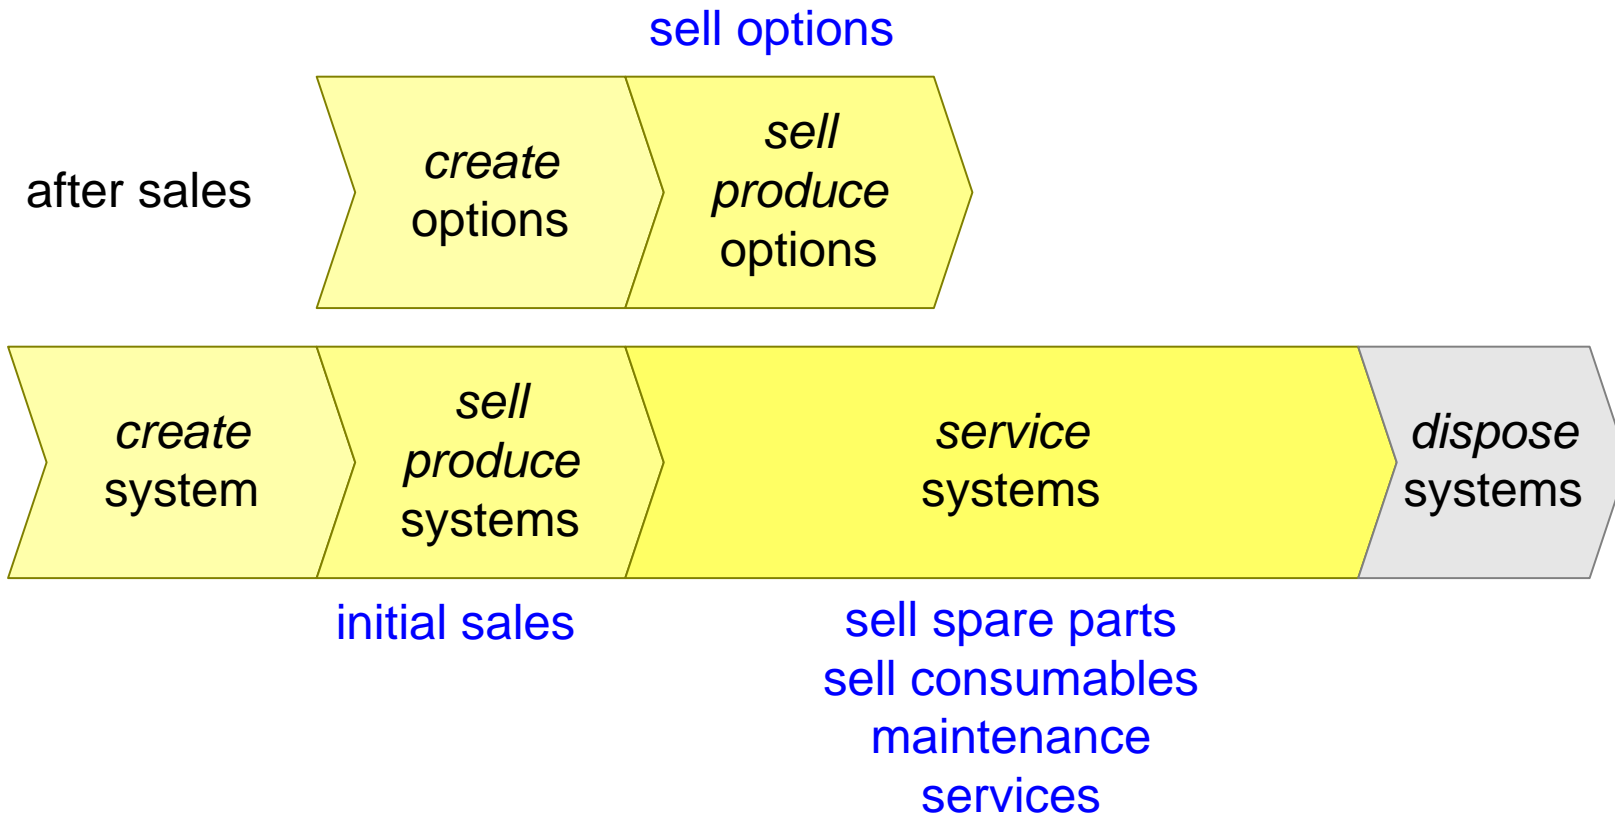 sell options
after sales
create
options
sell
produce
options
create
system
sell
produce
systems
service
systems
dispose
systems
initial sales
sell spare parts
sell consumables
maintenance
services